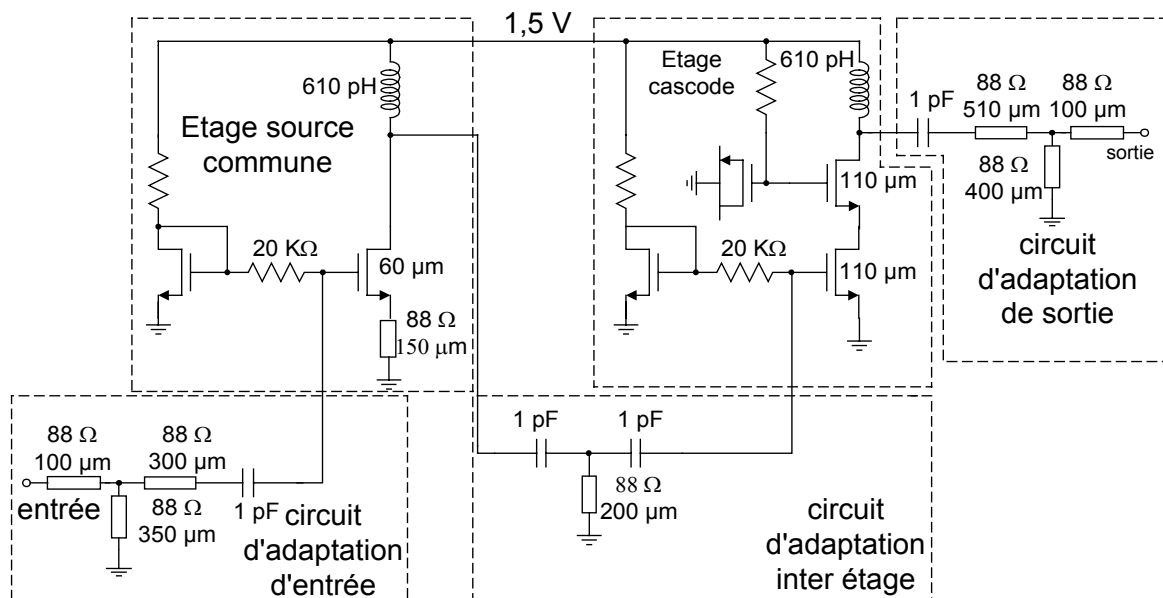 1,5 V
610 pH
Etage source
commune
20 KΩ
60 µm
88 Ω
150 µm
Etage
cascode
610 pH
110 µm
20 KΩ
110 µm
1 pF
88 Ω
510 µm
88 Ω
100 µm
sortie
88 Ω
400 µm
circuit
d'adaptation
de sortie
88 Ω
100 µm
88 Ω
300 µm
entrée
88 Ω
350 µm
1 pF
circuit
d'adaptation
d'entrée
1 pF
1 pF
88 Ω
200 µm
circuit
d'adaptation
inter étage